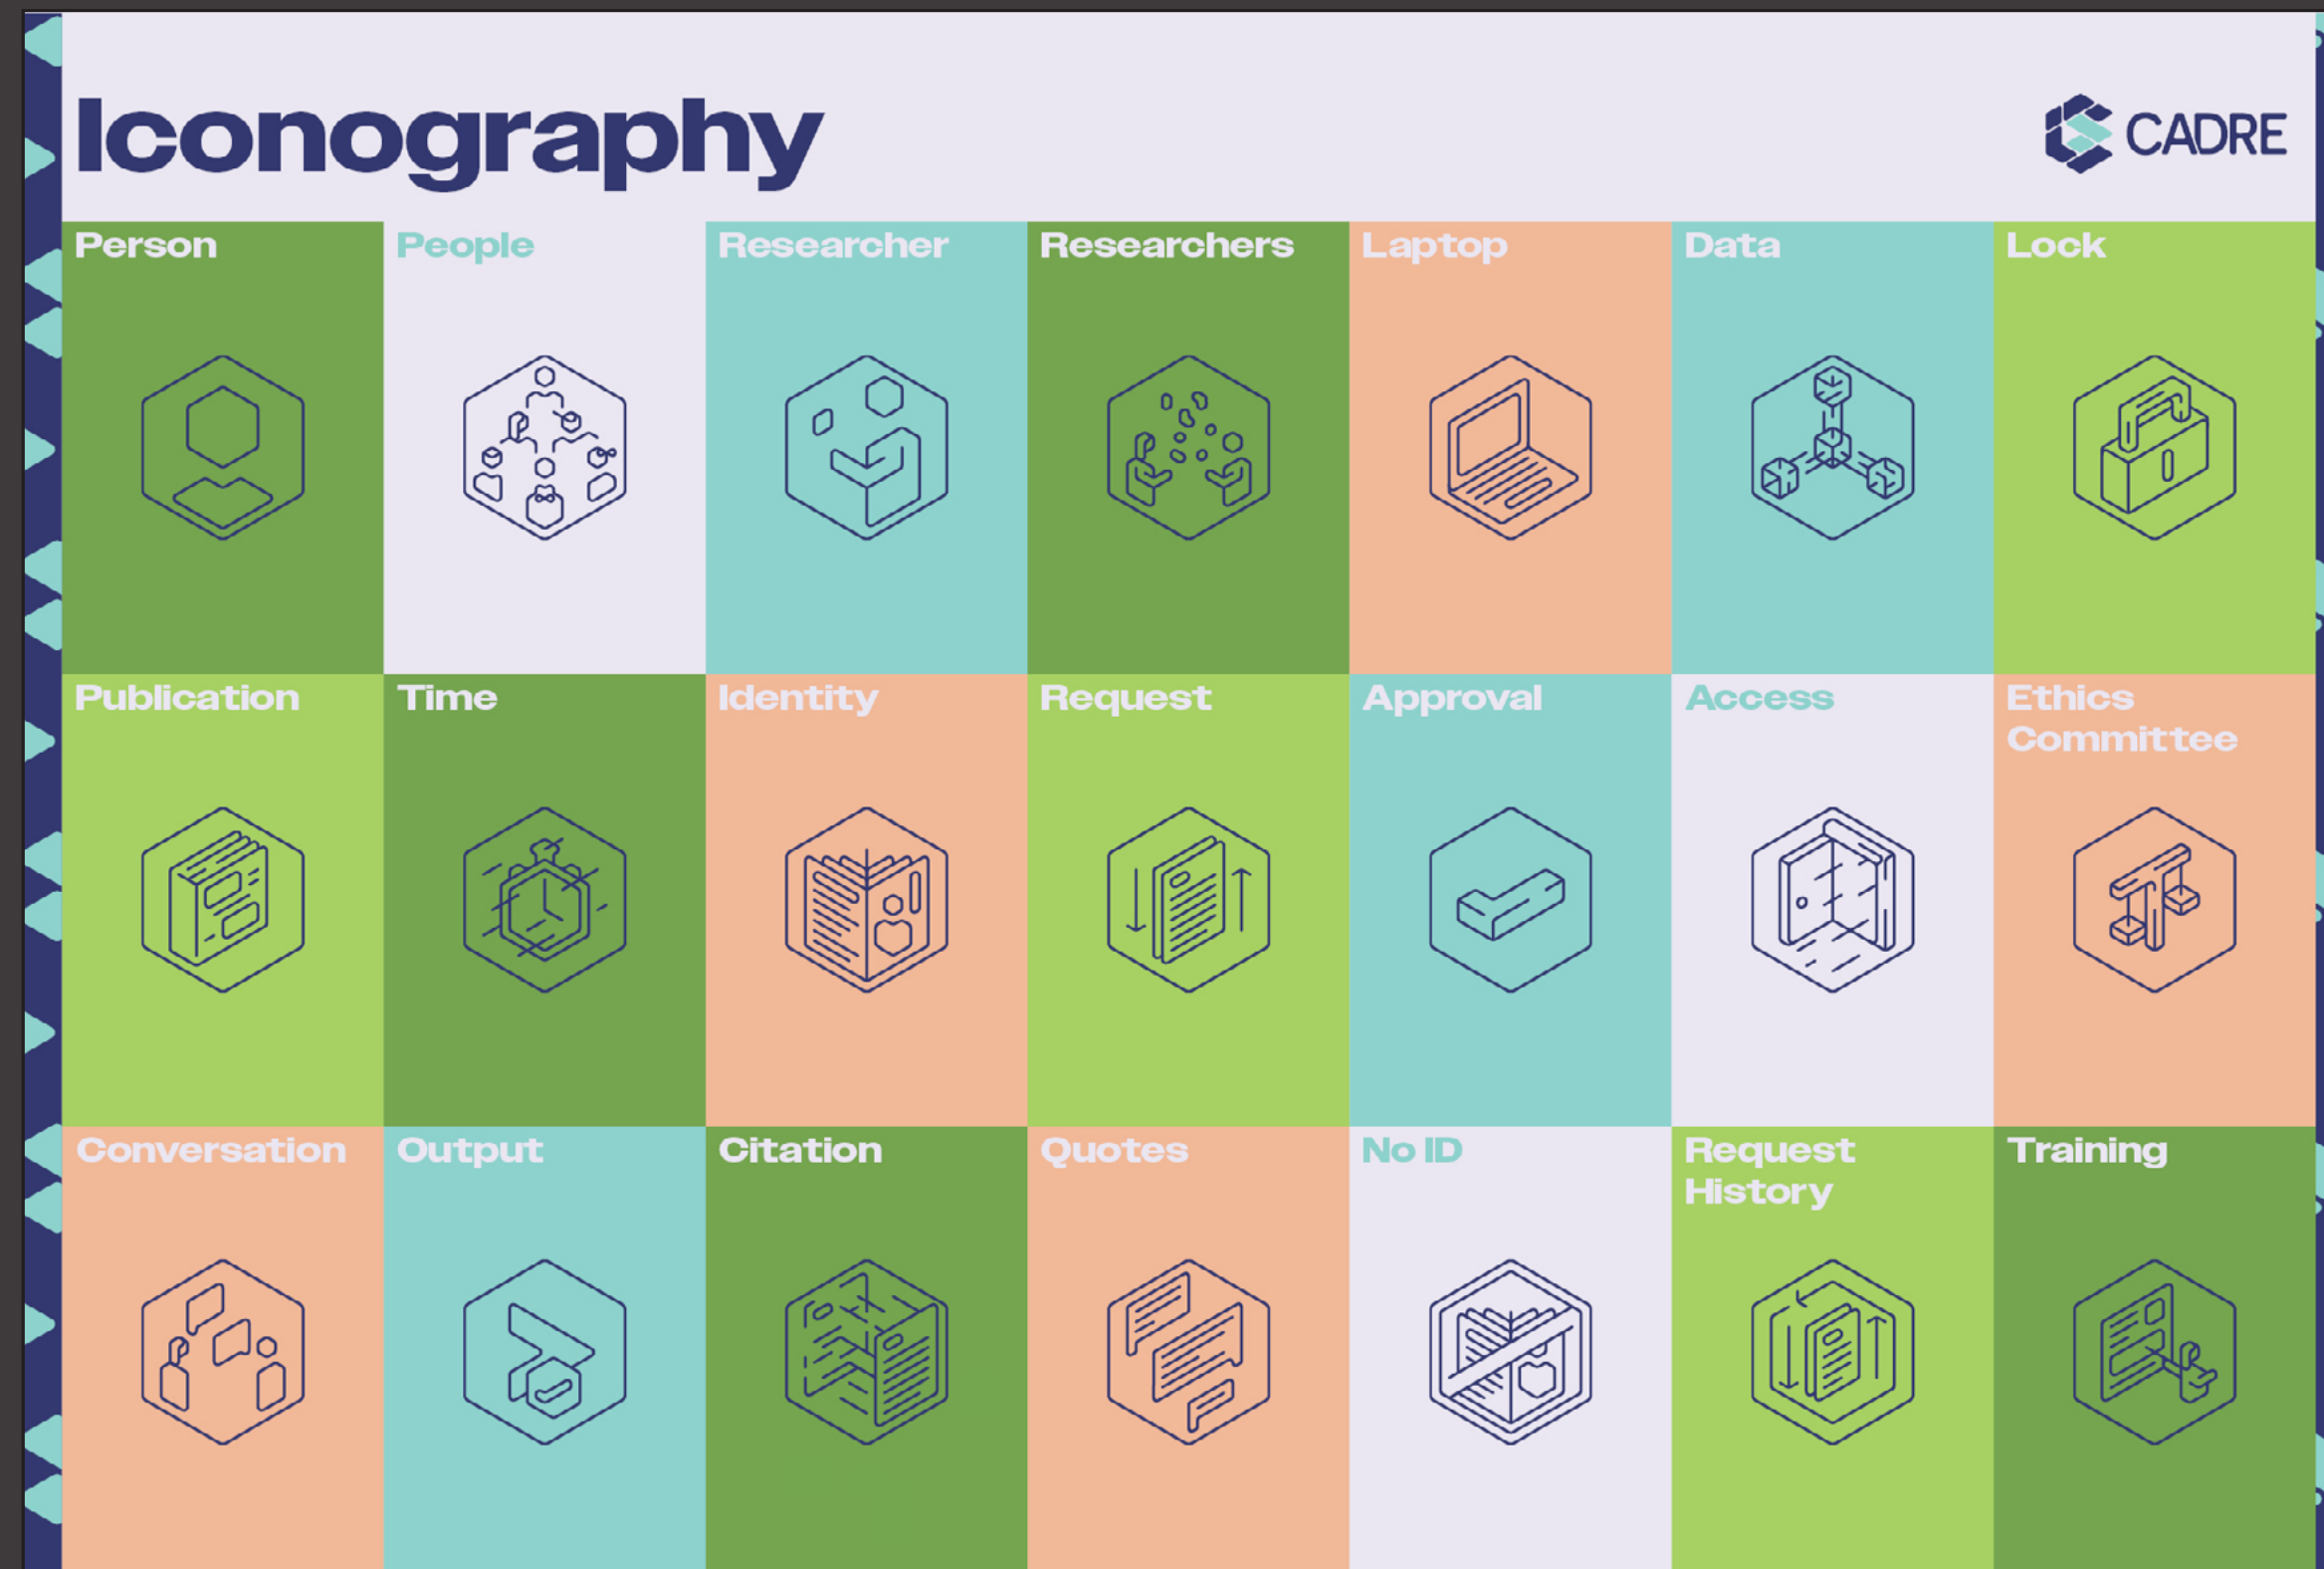 Iconography
CADRE
Person
People
Researcher
Researchers
Laptop
Data
Lock
Publication
Time
Identity
Request
Approval
Access
Ethics
Committee
Conversation
Output
Citation
Quotes
No ID
Request
History
Training